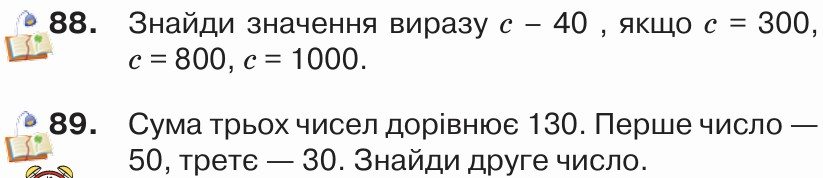 88. Знайди значення виразу c – 40 , якщо c = 300,
c = 800, c = 1000.
89. Сума трьох чисел дорівнює 130. Перше число —
50, третє — 30. Знайди друге число.